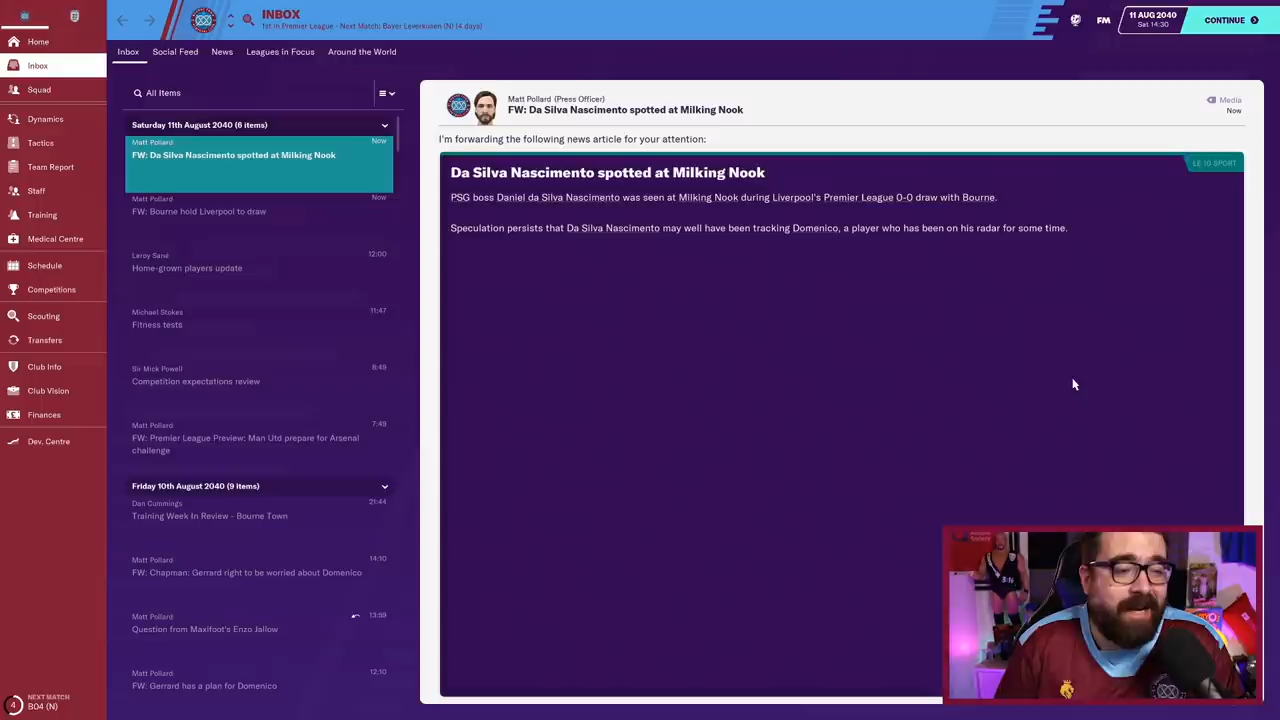 INBOX
1st in Premier League - Next Match: Bayer Leverkusen (N) (4 days)
FM
11 AUG 2040
Sat 14:30
CONTINUE
Home
Inbox
Squad
Dynamics
Tactics
Team Report
Staff
Training
Medical Centre
Schedule
Competitions
Scouting
Transfers
Club Info
Club Vision
Finances
Dev. Centre
4
NEXT MATCH
B04 (N)
Inbox
Social Feed
News
Leagues in Focus
Around the World
All Items
Saturday 11th August 2040 (6 items)
Matt Pollard
Now
FW: Da Silva Nascimento spotted at Milking Nook
Matt Pollard
Now
FW: Bourne hold Liverpool to draw
Leroy Sané
12:00
Home-grown players update
Michael Stokes
11:47
Fitness tests
Sir Mick Powell
8:49
Competition expectations review
Matt Pollard
7:49
FW: Premier League Preview: Man Utd prepare for Arsenal
challenge
Friday 10th August 2040 (9 items)
Dan Cummings
21:44
Training Week In Review - Bourne Town
Matt Pollard
14:10
FW: Chapman: Gerrard right to be worried about Domenico
Matt Pollard
13:59
Question from Maxifoot's Enzo Jallow
Matt Pollard
12:10
FW: Gerrard has a plan for Domenico
Matt Pollard (Press Officer)
FW: Da Silva Nascimento spotted at Milking Nook
Media
Now
I'm forwarding the following news article for your attention:
LE 10 SPORT
Da Silva Nascimento spotted at Milking Nook
PSG boss Daniel da Silva Nascimento was seen at Milking Nook during Liverpool's Premier League 0-0 draw with Bourne.
Speculation persists that Da Silva Nascimento may well have been tracking Domenico, a player who has been on his radar for some time.